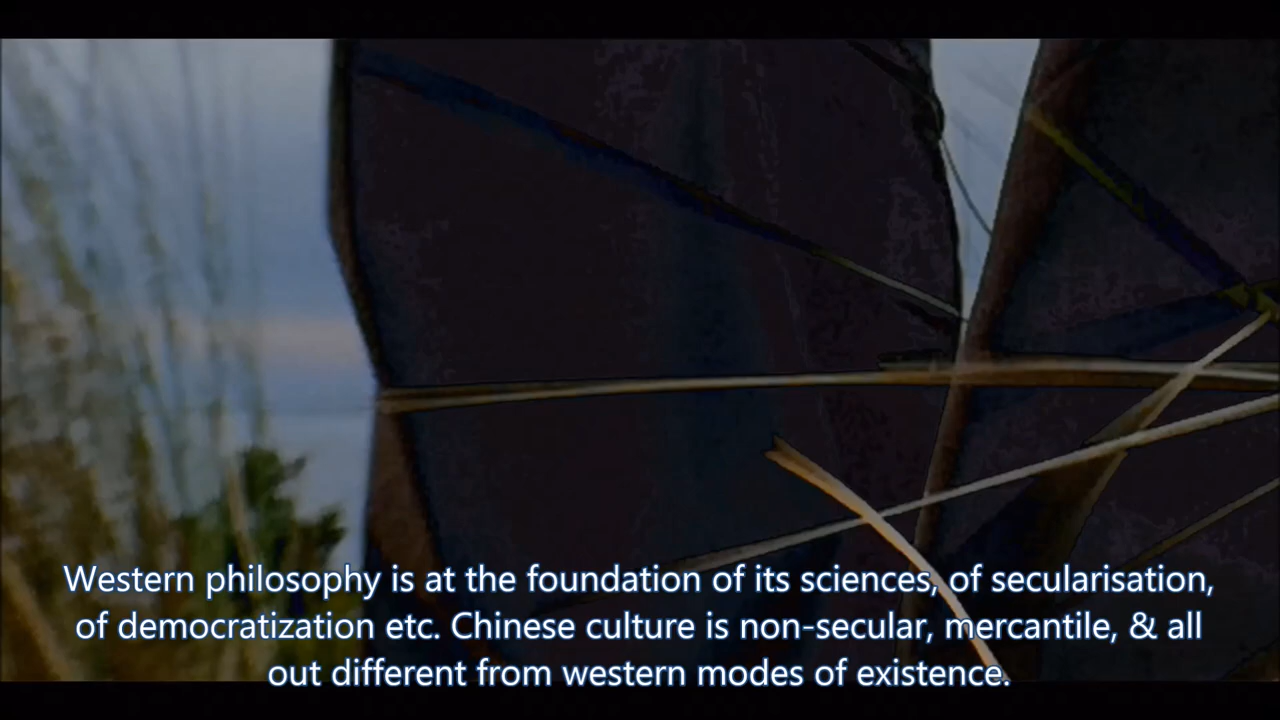 Western philosophy is at the foundation of its sciences, of secularisation,
of democratization etc. Chinese culture is non-secular, mercantile, & all
out different from western modes of existence.